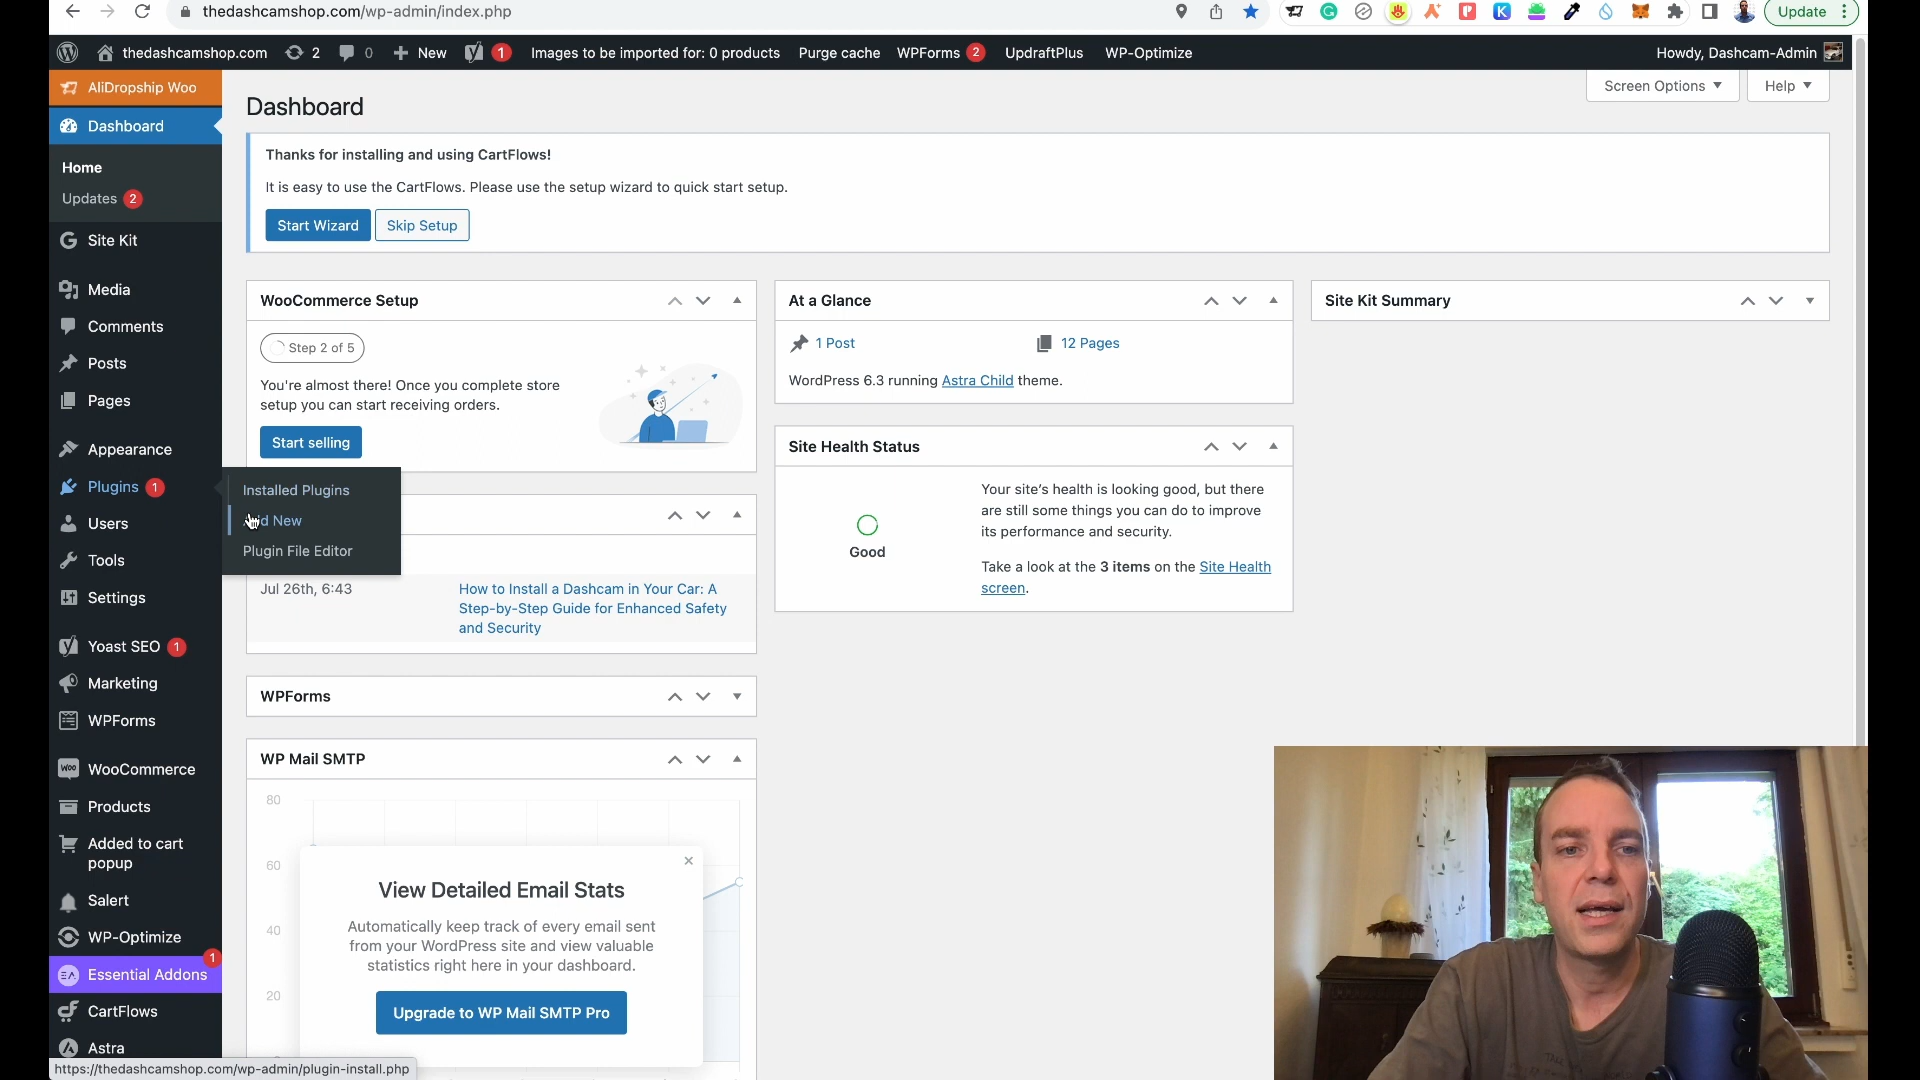 thedashcamshop.com/wp-admin/index.php
Update
thedashcamshop.com
2
0
New
1
Images to be imported for: 0 products
Purge cache
WPForms 2
UpdraftPlus
WP-Optimize
Howdy, Dashcam-Admin
AliDropship Woo
Dashboard
Home
Updates 2
Site Kit
Media
Comments
Posts
Pages
Appearance
Plugins 1
Users
Tools
Settings
Yoast SEO 1
Marketing
WPForms
WooCommerce
Products
Added to cart
popup
Salert
WP-Optimize
1
Essential Addons
CartFlows
Astra
Installed Plugins
New
Plugin File Editor
Screen Options
Help
Dashboard
Thanks for installing and using CartFlows!
It is easy to use the CartFlows. Please use the setup wizard to quick start setup.
Start Wizard
Skip Setup
WooCommerce Setup
Step 2 of 5
You're almost there! Once you complete store
setup you can start receiving orders.
Start selling
Jul 26th, 6:43
How to Install a Dashcam in Your Car: A
Step-by-Step Guide for Enhanced Safety
and Security
WPForms
WP Mail SMTP
80
60
40
20
View Detailed Email Stats
Automatically keep track of every email sent
from your WordPress site and view valuable
statistics right here in your dashboard.
Upgrade to WP Mail SMTP Pro
At a Glance
1 Post
12 Pages
WordPress 6.3 running Astra Child theme.
Site Health Status
Good
Your site's health is looking good, but there
are still some things you can do to improve
its performance and security.
Take a look at the 3 items on the Site Health
screen.
Site Kit Summary
https://thedashcamshop.com/wp-admin/plugin-install.php